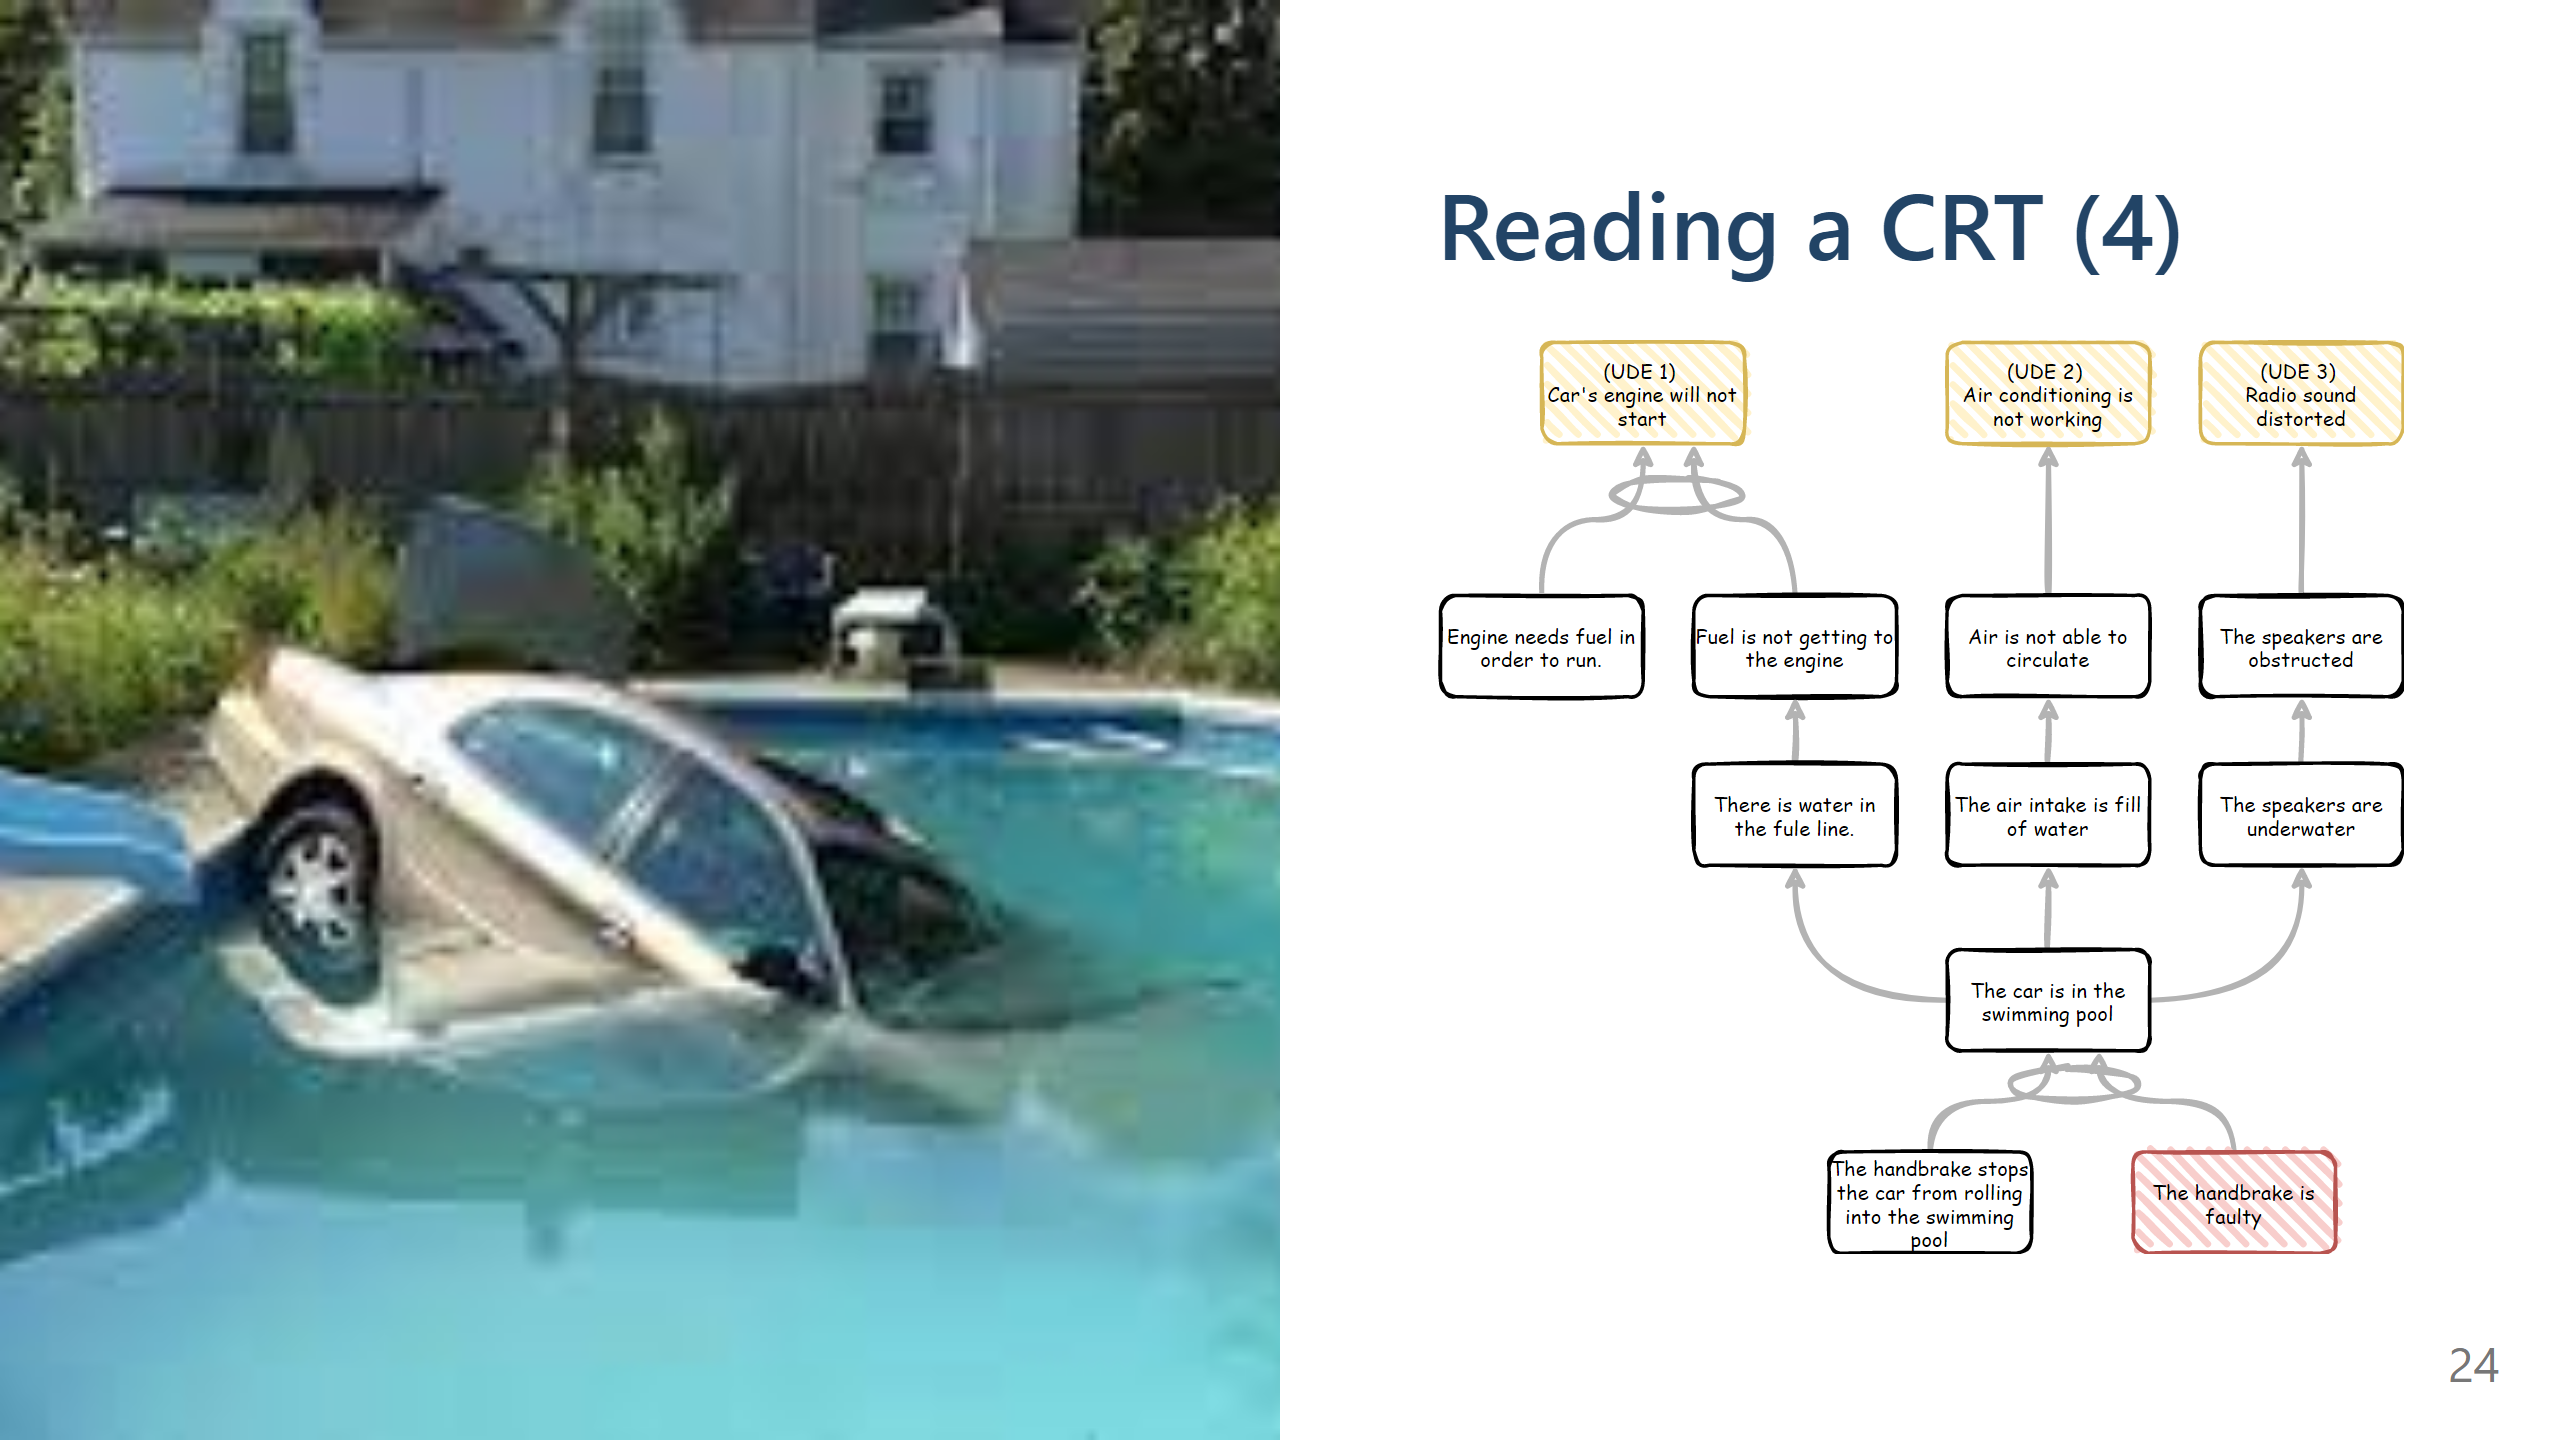 Reading a CRT (4)
(UDE 1)
Car's engine will not
start
(UDE 2)
Air conditioning is
not working
(UDE 3)
Radio sound
distorted
Engine needs fuel in
order to run.
Fuel is not getting to
the engine
Air is not able to
circulate
The speakers are
obstructed
There is water in
the fule line.
The air intake is fill
of water
The speakers are
underwater
The car is in the
swimming pool
The handbrake stops
the car from rolling
into the swimming
pool
The handbrake is
faulty
24